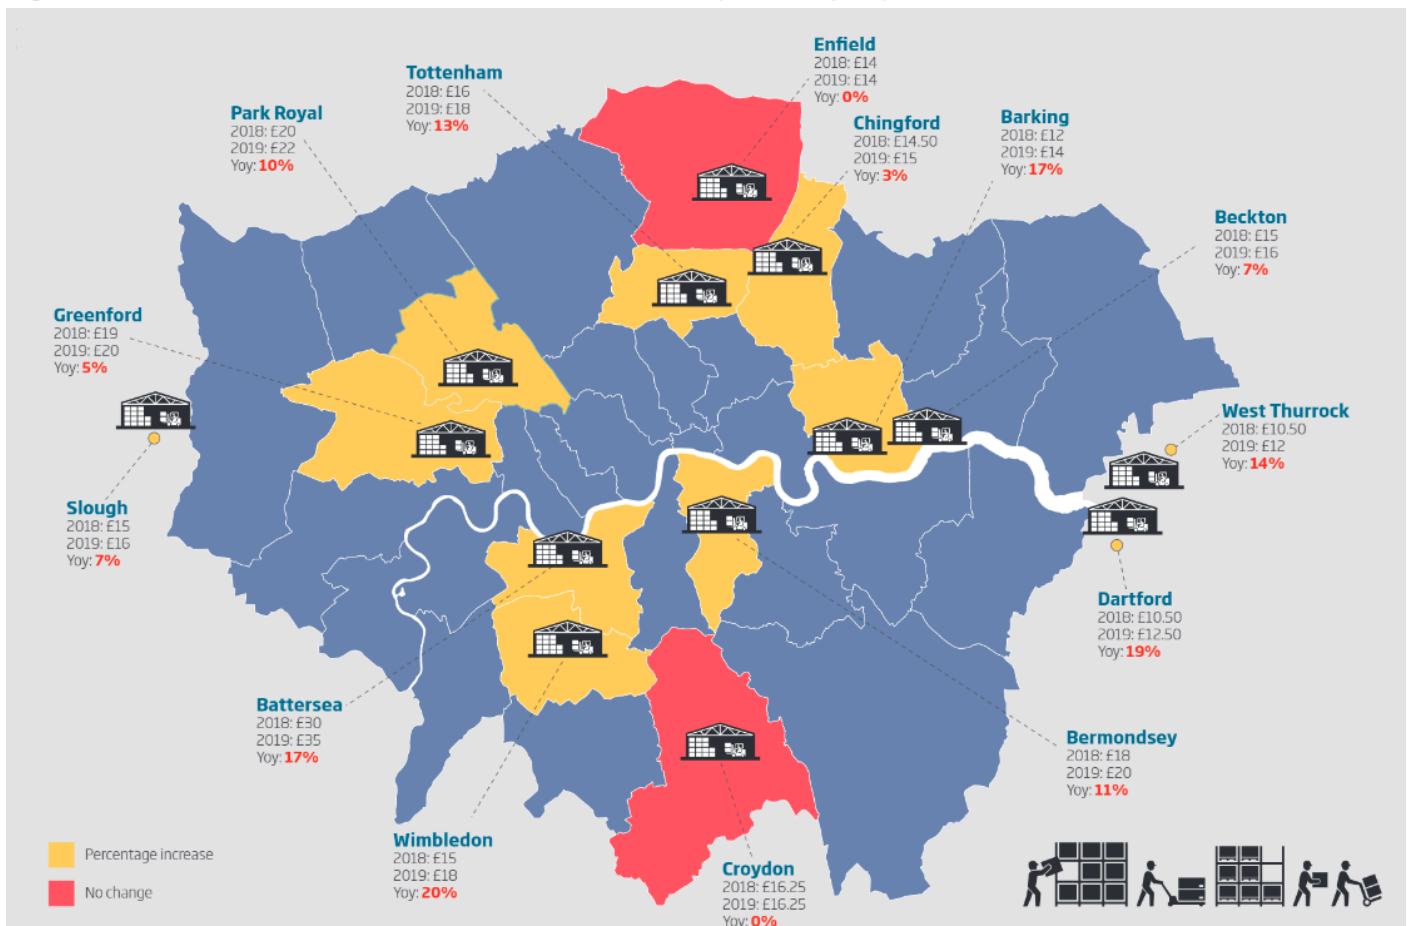 Enfield
2018: £14
2019: £14
Yoy: 0%
Tottenham
2018: £16
2019: £18
Yoy: 13%
Park Royal
2018: £20
2019: £22
Yoy: 10%
Chingford
2018: £14.50
2019: £15
Yoy: 3%
Barking
2018: £12
2019: £14
Yoy: 17%
Beckton
2018: £15
2019: £16
Yoy: 7%
Greenford
2018: £19
2019: £20
Yoy: 5%
West Thurrock
2018: £10.50
2019: £12
Yoy: 14%
Slough
2018: £15
2019: £16
Yoy: 7%
Dartford
2018: £10.50
2019: £12.50
Yoy: 19%
Battersea
2018: £30
2019: £35
Yoy: 17%
Bermondsey
2018: £18
2019: £20
Yoy: 11%
Wimbledon
2018: £15
2019: £18
Yoy: 20%
Croydon
2018: £16.25
2019: £16.25
Yoy: 0%
Percentage increase
No change